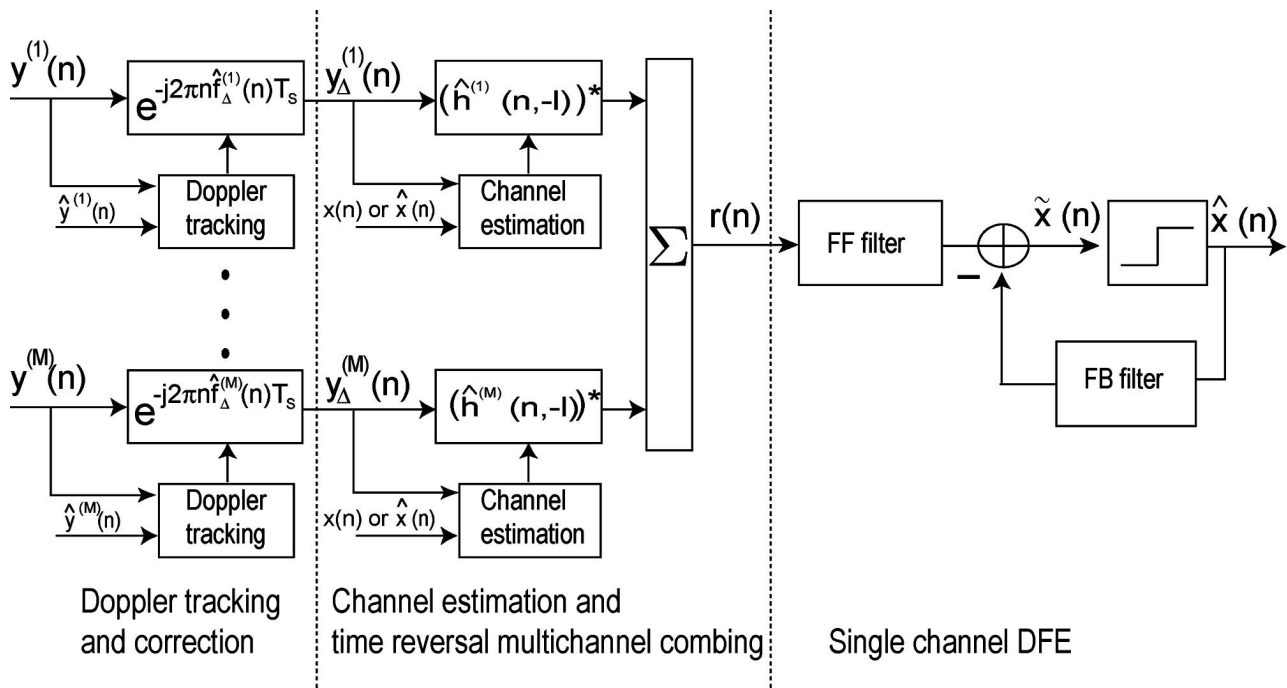 y^(1)(n)
e^-j2πnf̂_Δ^(1)(n)T_s
y_Δ^(1)(n)
(ĥ^(1) (n,-l))*
ŷ^(1)(n)
Doppler
tracking
x(n) or x̂(n)
Channel
estimation
Σ
r(n)
FF filter
−
x̃ (n)
x̂ (n)
FB filter
y^(M)(n)
e^-j2πnf̂_Δ^(M)(n)T_s
y_Δ^(M)(n)
(ĥ^(M) (n,-l))*
ŷ^(M)(n)
Doppler
tracking
x(n) or x̂(n)
Channel
estimation
Doppler tracking
and correction
Channel estimation and
time reversal multichannel combing
Single channel DFE